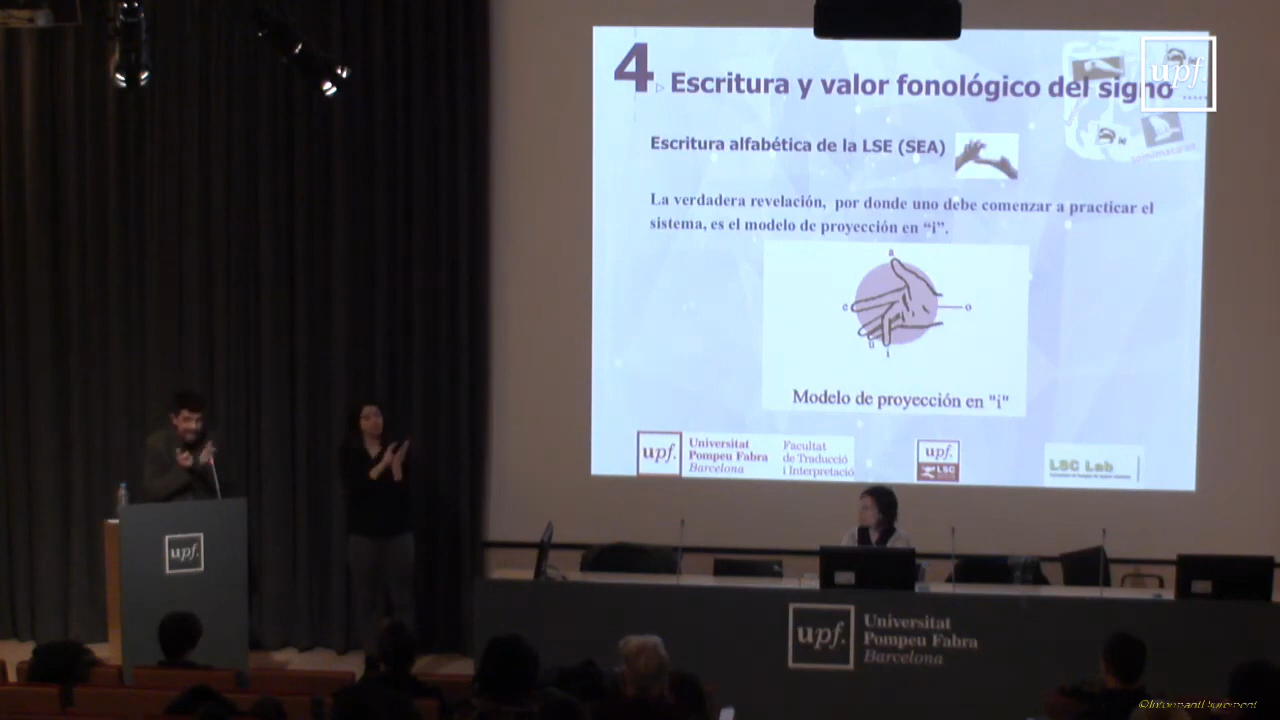 4 Escritura y valor fonológico del signo
upf.
Escritura alfabética de la LSE (SEA)
La verdadera revelación, por donde uno debe comenzar a practicar el
sistema, es el modelo de proyección en “i”.
a
e
o
u
i
Modelo de proyección en "i"
upf.
Universitat
Pompeu Fabra
Barcelona
Facultat
de Traducció
i Interpretació
upf.
LSC
LSC Lab
upf.
upf.
Universitat
Pompeu Fabra
Barcelona